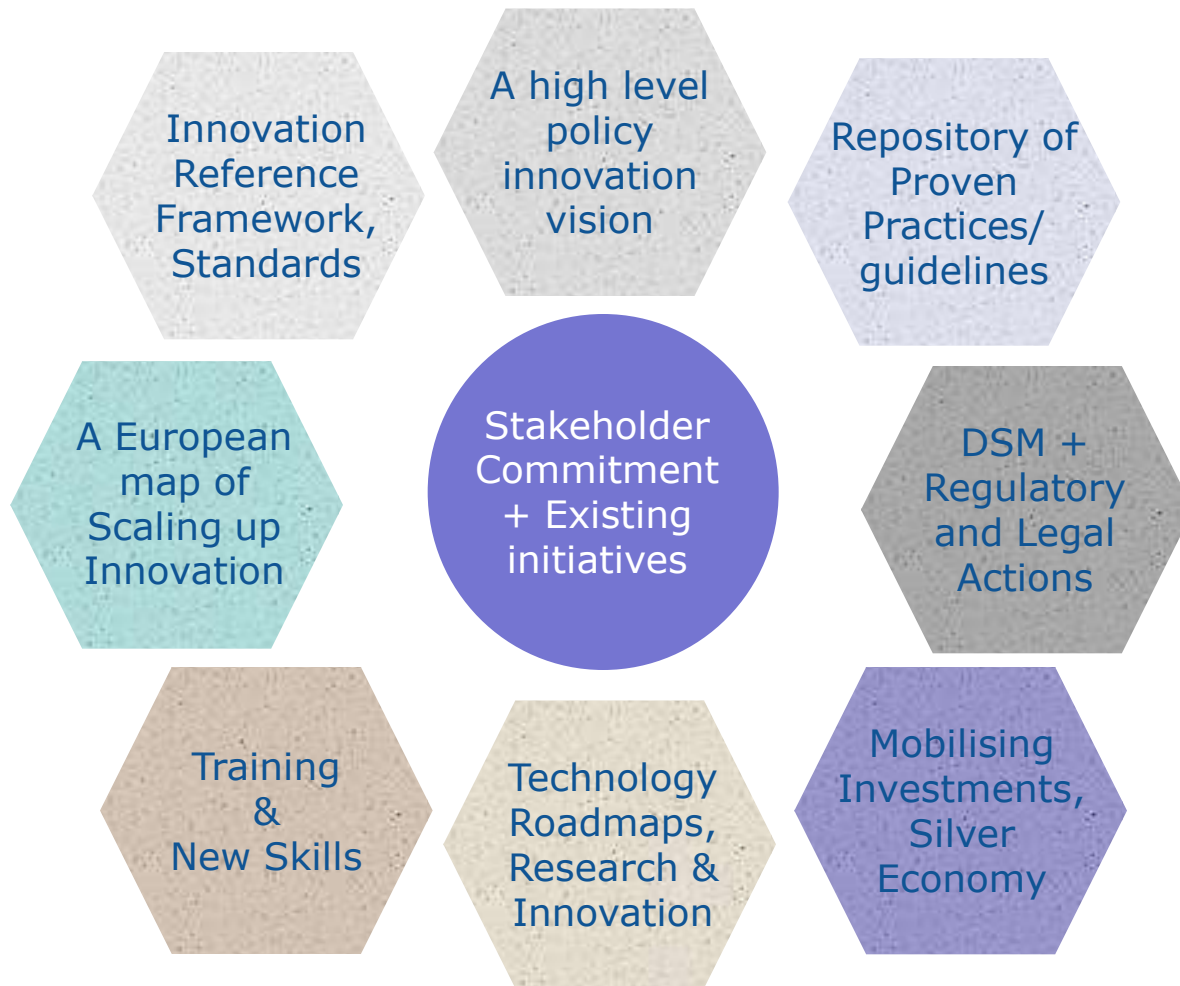 A high level
policy
innovation
vision
Innovation
Reference
Framework,
Standards
Repository of
Proven
Practices/
guidelines
A European
map of
Scaling up
Innovation
Stakeholder
Commitment
+ Existing
initiatives
DSM +
Regulatory
and Legal
Actions
Training
&
New Skills
Technology
Roadmaps,
Research &
Innovation
Mobilising
Investments,
Silver
Economy